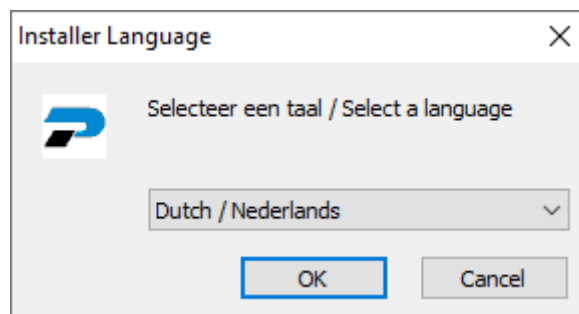 Installer Language
Selecteer een taal / Select a language
Dutch / Nederlands
OK
Cancel